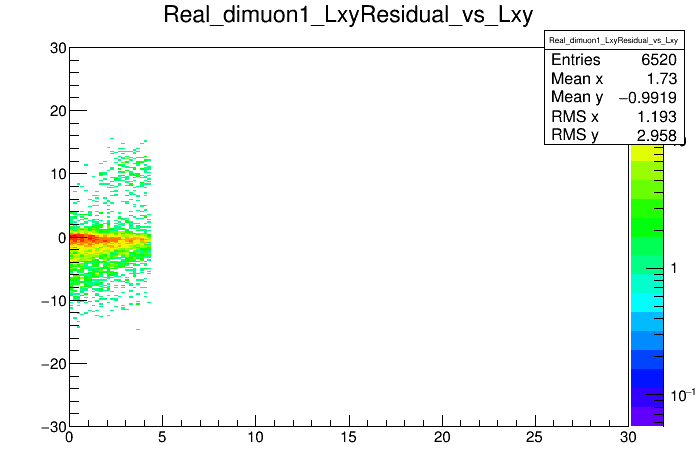 Real_dimuon1_LxyResidual_vs_Lxy
Real_dimuon1_LxyResidual_vs_Lxy
Entries 6520
Mean x 1.73
Mean y −0.9919
RMS x 1.193
RMS y 2.958
30
20
10
0
−10
−20
−30
0 5 10 15 20 25 30
1
10−1